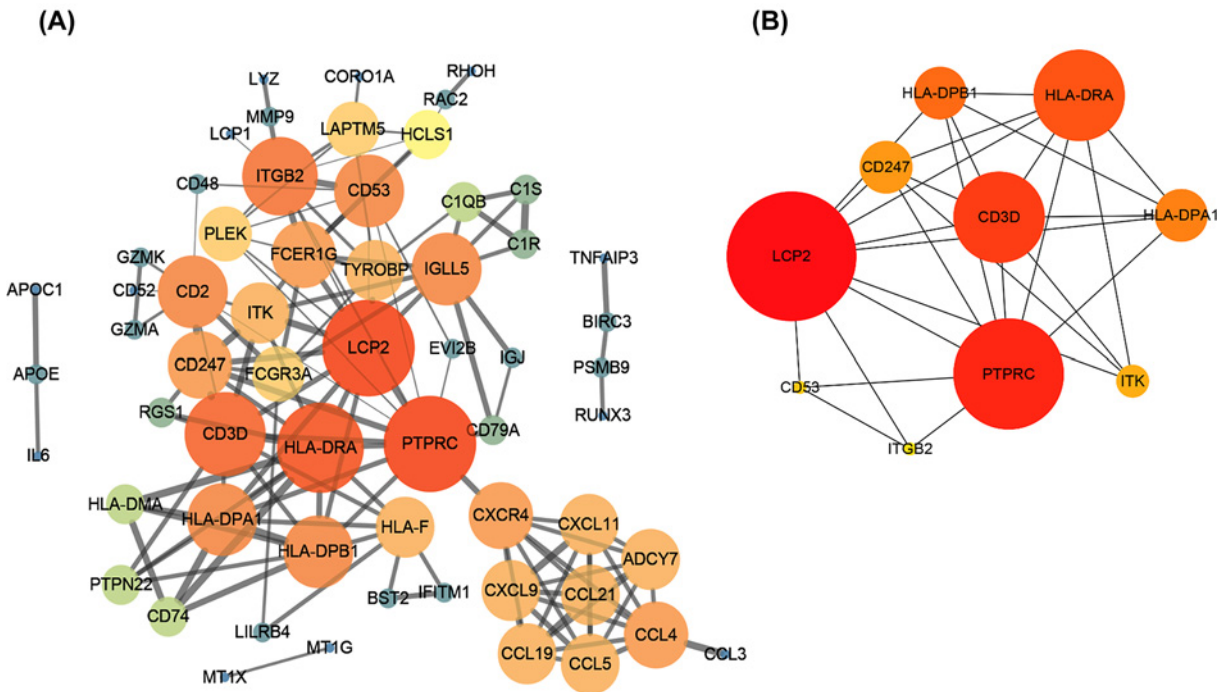 (A)
LYZ
CORO1A
RHOH
RAC2
MMP9
LCP1
LAPTM5
HCLS1
ITGB2
CD53
CD48
C1QB
C1S
PLEK
FCER1G
TYROBP
IGLL5
C1R
GZMK
CD52
GZMA
CD2
ITK
LCP2
EVI2B
IGJ
CD247
FCGR3A
RGS1
CD3D
HLA-DRA
PTPRC
CD79A
APOC1
APOE
IL6
TNFAIP3
BIRC3
PSMB9
RUNX3
HLA-DMA
HLA-DPA1
HLA-DPB1
HLA-F
PTPN22
CD74
LILRB4
BST2
IFITM1
MT1G
MT1X
CXCR4
CXCL11
ADCY7
CXCL9
CCL21
CCL4
CCL19
CCL5
CCL3
(B)
HLA-DPB1
HLA-DRA
CD247
CD3D
HLA-DPA1
LCP2
PTPRC
ITK
CD53
ITGB2